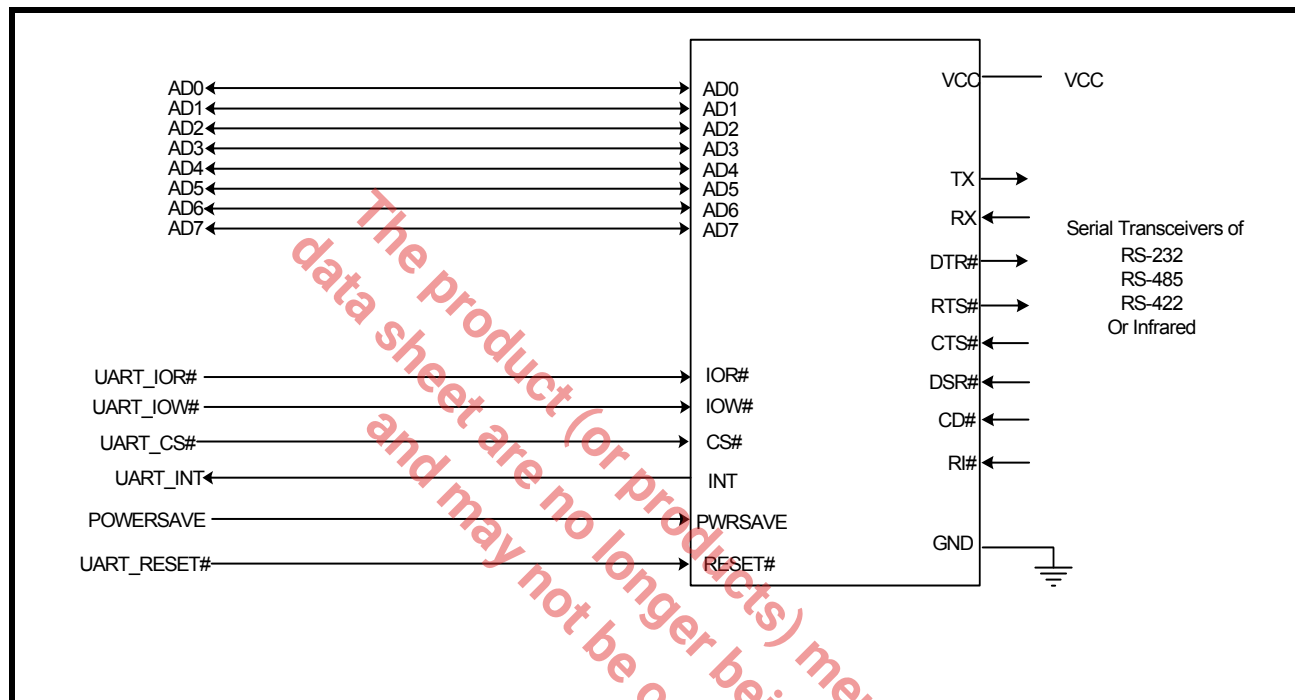 AD0
AD1
AD2
AD3
AD4
AD5
AD6
AD7
UART_IOR#
UART_IOW#
UART_CS#
UART_INT
POWERSAVE
UART_RESET#
AD0
AD1
AD2
AD3
AD4
AD5
AD6
AD7
IOR#
IOW#
CS#
INT
PWRSAVE
RESET#
VCC
TX
RX
DTR#
RTS#
CTS#
DSR#
CD#
RI#
GND
VCC
Serial Transceivers of
RS-232
RS-485
RS-422
Or Infrared
The product (or products)
data sheet are no longer
and may not be